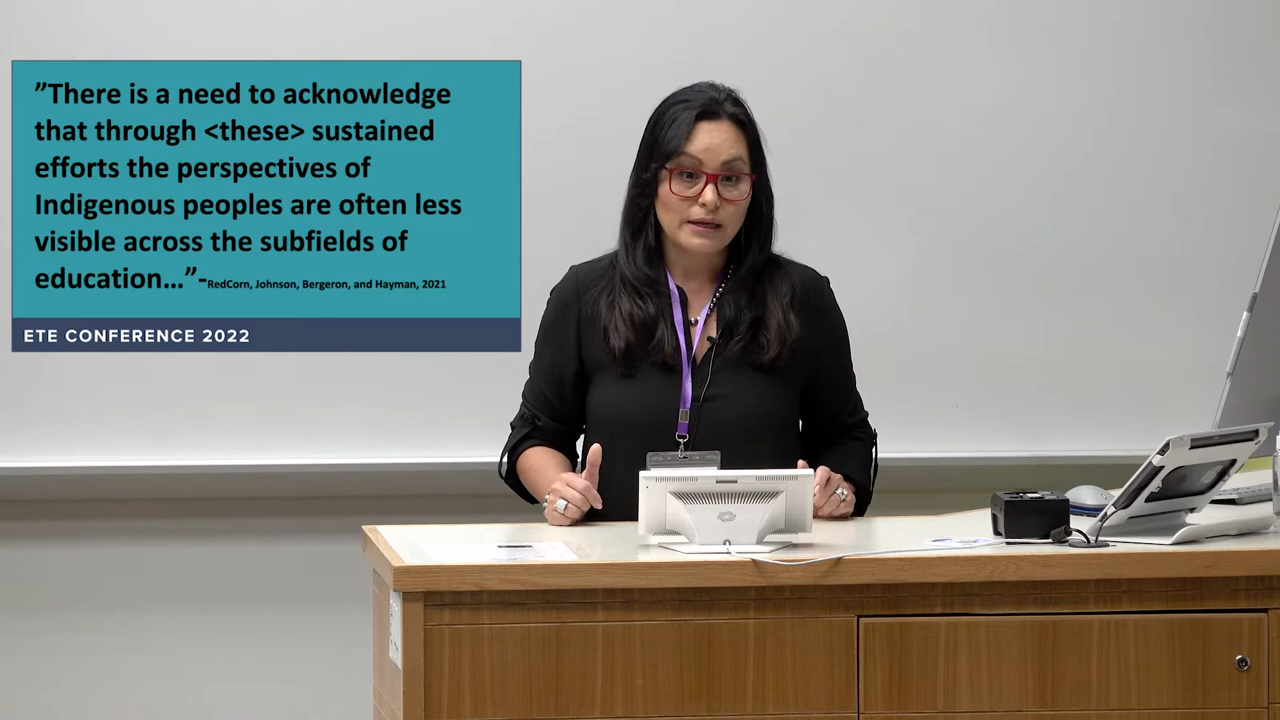 ”There is a need to acknowledge
that through <these> sustained
efforts the perspectives of
Indigenous peoples are often less
visible across the subfields of
education…”-RedCorn, Johnson, Bergeron, and Hayman, 2021
ETE CONFERENCE 2022